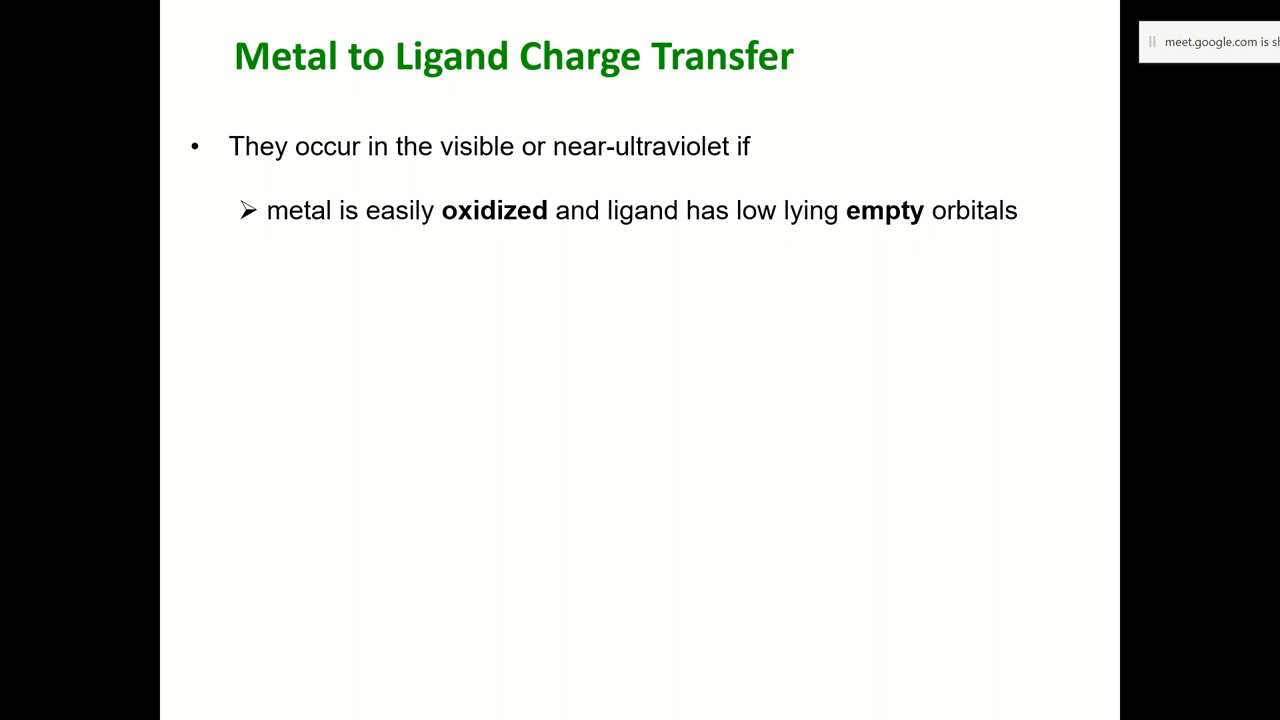 Metal to Ligand Charge Transfer
meet.google.com is sh
• They occur in the visible or near-ultraviolet if
➢ metal is easily oxidized and ligand has low lying empty orbitals